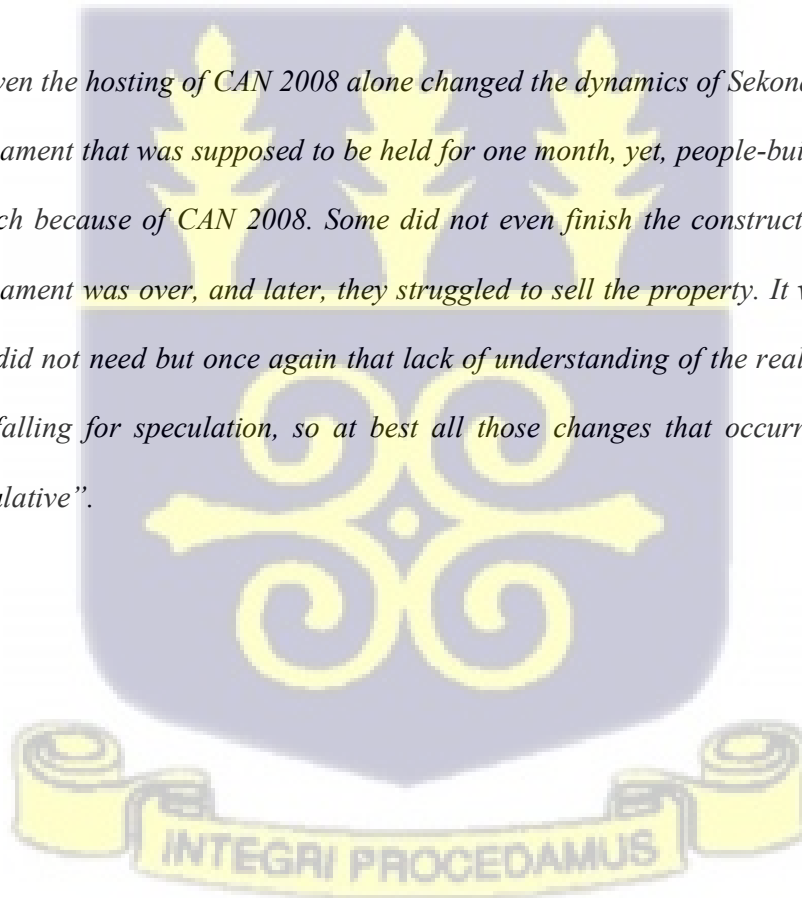 ven the hosting of CAN 2008 alone changed the dynamics of Sekond
ament that was supposed to be held for one month, yet, people-but
ch because of CAN 2008. Some did not even finish the construct
ament was over, and later, they struggled to sell the property. It
did not need but once again that lack of understanding of the real
falling for speculation, so at best all those changes that occurr
lative”.
INTEGRI PROCEDAMUS